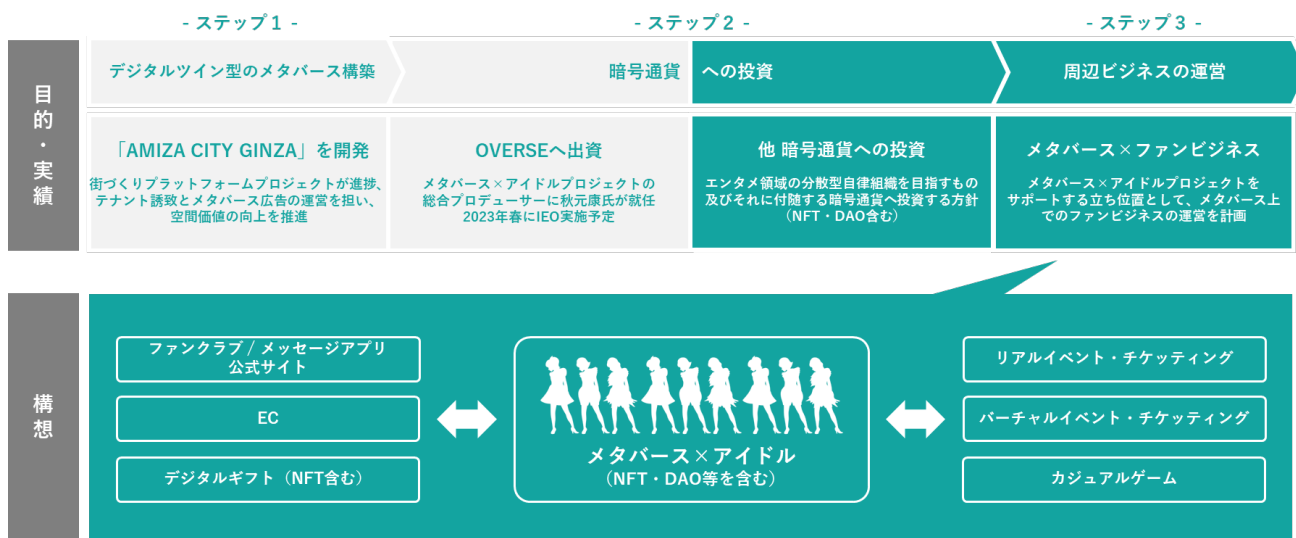 - ステップ1 -
- ステップ2 -
- ステップ3 -
目的・実績
デジタルツイン型のメタバース構築
暗号通貨 への投資
周辺ビジネスの運営
「AMIZA CITY GINZA」を開発
街づくりプラットフォームプロジェクトが進捗、
テナント誘致とメタバース広告の運営を担い、
空間価値の向上を推進
OVERSEへ出資
メタバース×アイドルプロジェクトの
総合プロデューサーに秋元康氏が就任
2023年春にIEO実施予定
他 暗号通貨への投資
エンタメ領域の分散型自律組織を目指すもの
及びそれに付随する暗号通貨へ投資する方針
(NFT・DAO含む)
メタバース×ファンビジネス
メタバース×アイドルプロジェクトを
サポートする立ち位置として、メタバース上
でのファンビジネスの運営を計画
構想
ファンクラブ / メッセージアプリ
公式サイト
EC
デジタルギフト(NFT含む)
メタバース×アイドル
(NFT・DAO等を含む)
リアルイベント・チケッティング
バーチャルイベント・チケッティング
カジュアルゲーム